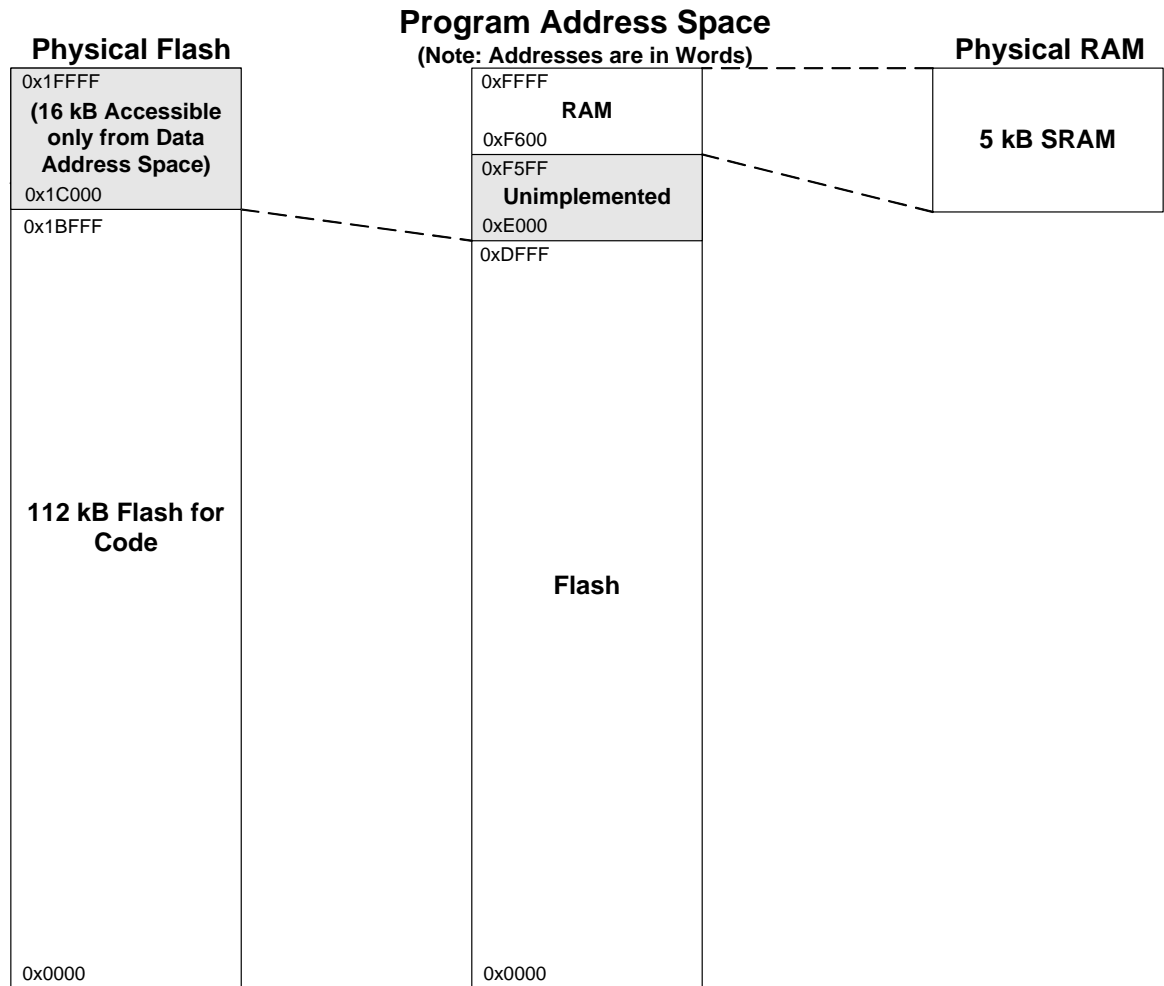 Physical Flash
0x1FFFF
(16 kB Accessible
only from Data
Address Space)
0x1C000
0x1BFFF
112 kB Flash for
Code
0x0000
Program Address Space
(Note: Addresses are in Words)
0xFFFF
RAM
0xF600
0xF5FF
Unimplemented
0xE000
0xDFFF
Flash
0x0000
Physical RAM
5 kB SRAM